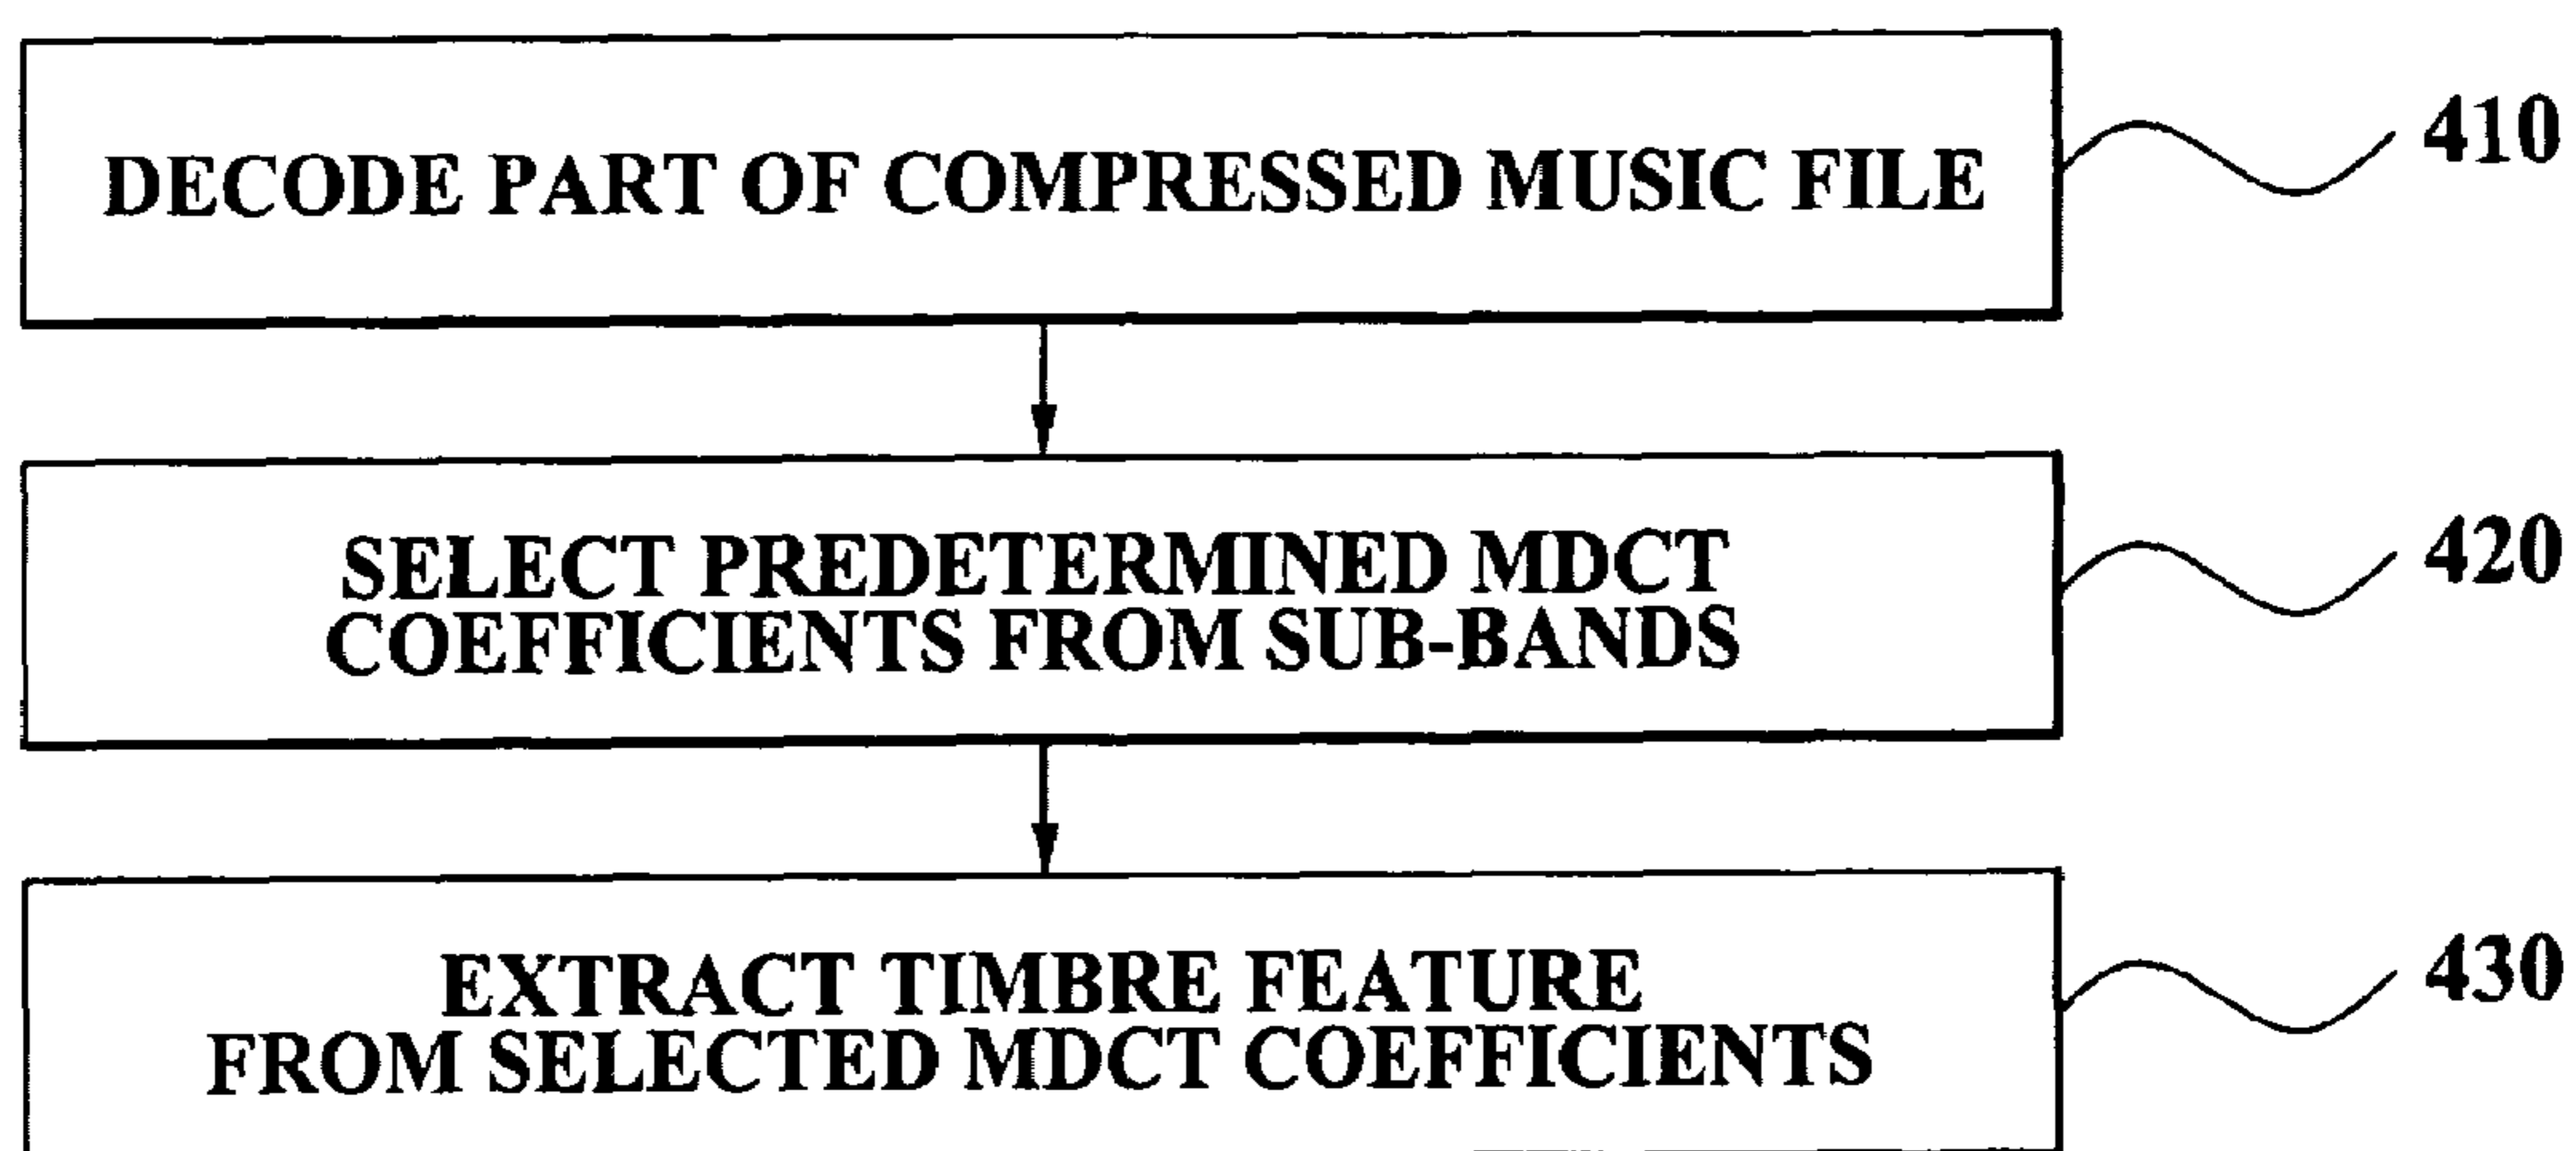 DECODE PART OF COMPRESSED MUSIC FILE
410
SELECT PREDETERMINED MDCT
COEFFICIENTS FROM SUB-BANDS
420
EXTRACT TIMBRE FEATURE
FROM SELECTED MDCT COEFFICIENTS
430